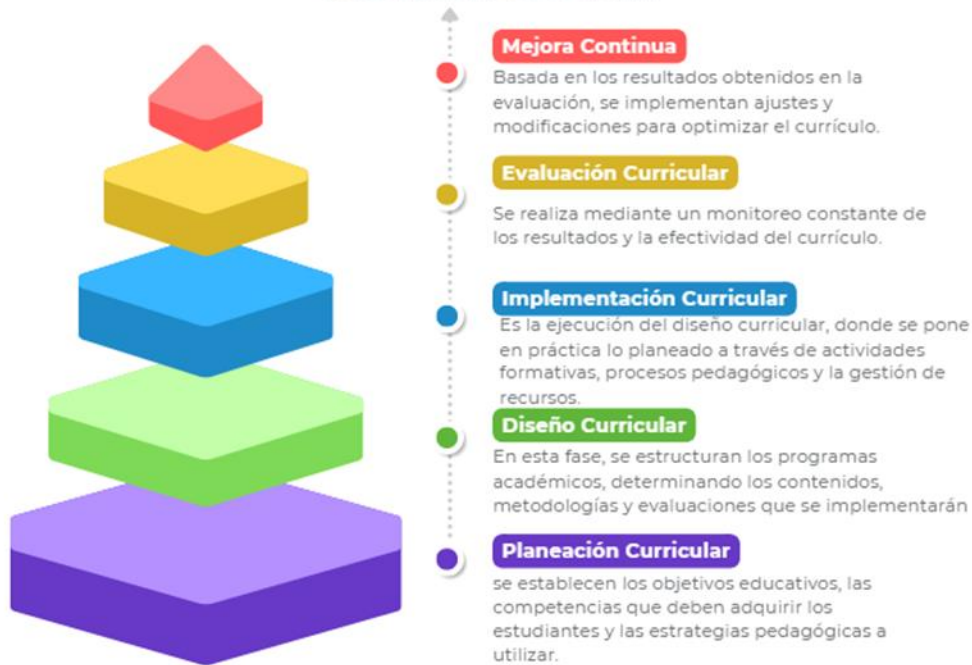 Mejora Continua
Basada en los resultados obtenidos en la
evaluación, se implementan ajustes y
modificaciones para optimizar el currículo.
Evaluación Curricular
Se realiza mediante un monitoreo constante de
los resultados y la efectividad del currículo.
Implementación Curricular
Es la ejecución del diseño curricular, donde se pone
en práctica lo planeado a través de actividades
formativas, procesos pedagógicos y la gestión de
recursos.
Diseño Curricular
En esta fase, se estructuran los programas
académicos, determinando los contenidos,
metodologías y evaluaciones que se implementarán
Planeación Curricular
se establecen los objetivos educativos, las
competencias que deben adquirir los
estudiantes y las estrategias pedagógicas a
utilizar.